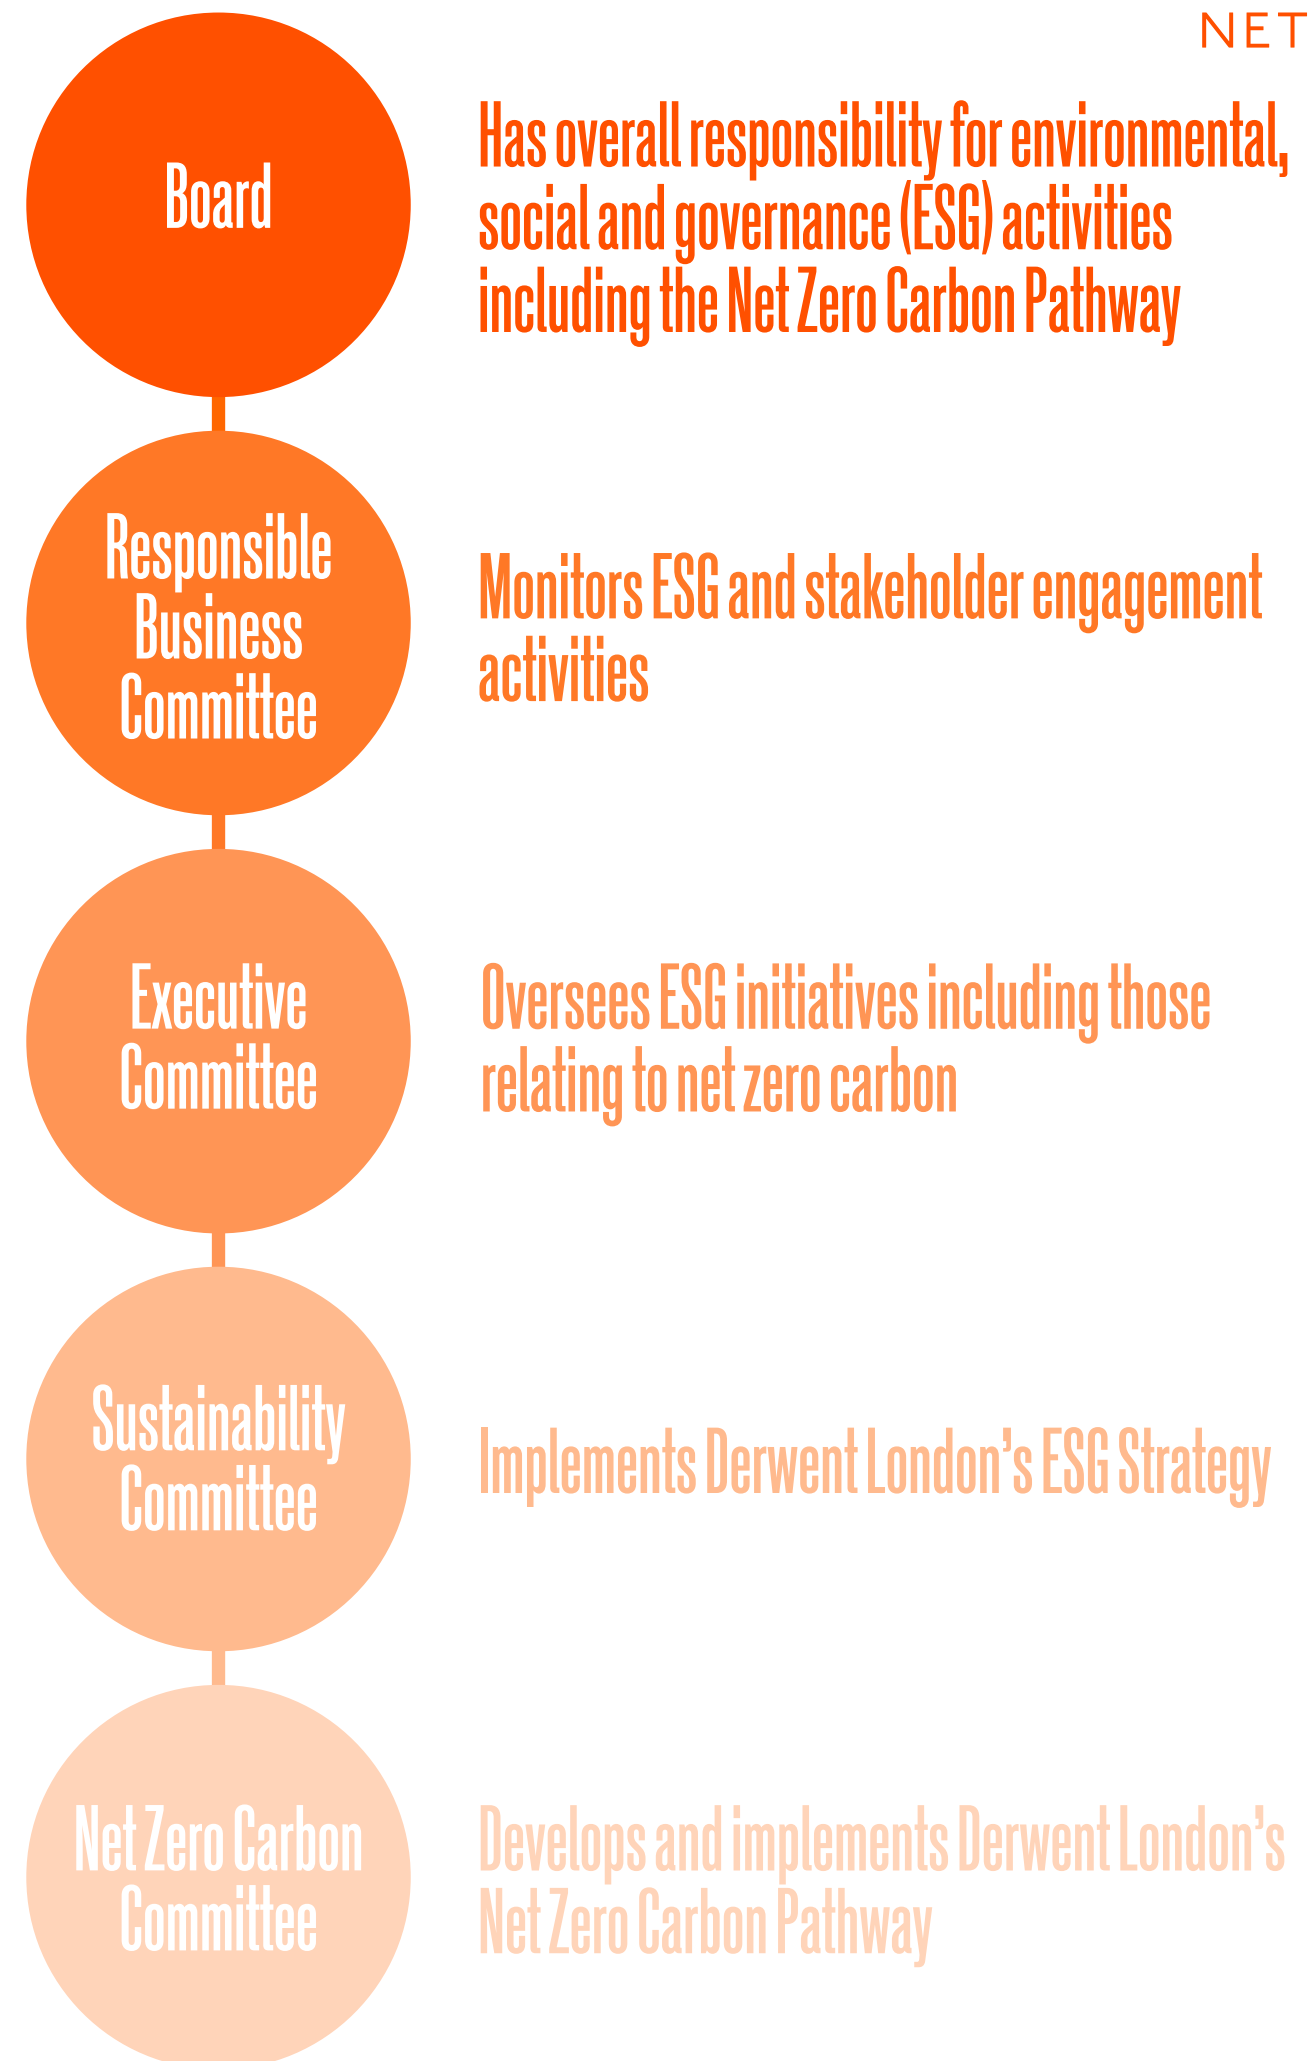 NET
Board
Has overall responsibility for environmental,
social and governance (ESG) activities
including the Net Zero Carbon Pathway
Responsible
Business
Committee
Monitors ESG and stakeholder engagement
activities
Executive
Committee
Oversees ESG initiatives including those
relating to net zero carbon
Sustainability
Committee
Implements Derwent London’s ESG Strategy
Net Zero Carbon
Committee
Develops and implements Derwent London’s
Net Zero Carbon Pathway